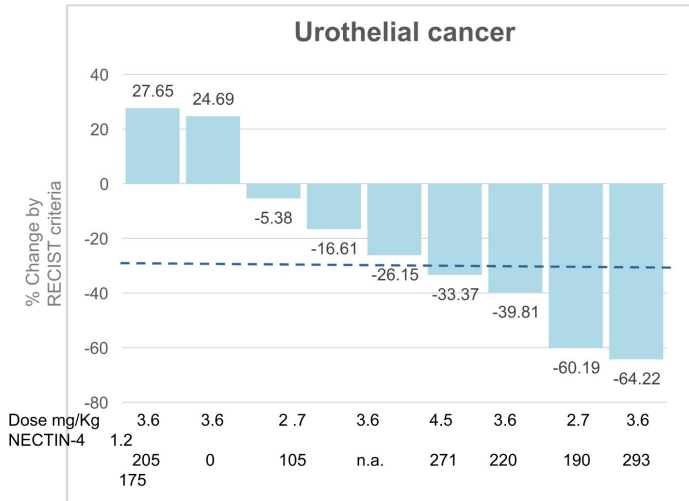 Urothelial cancer
40
27.65
24.69
20
0
-5.38
-16.61
-20
-26.15
-33.37
-40
-39.81
-60
-60.19
-64.22
-80
% Change by
RECIST criteria
Dose mg/Kg 3.6 3.6 2 .7 3.6 4.5 3.6 2.7 3.6
NECTIN-4 1.2
205 0 105 n.a. 271 220 190 293
175